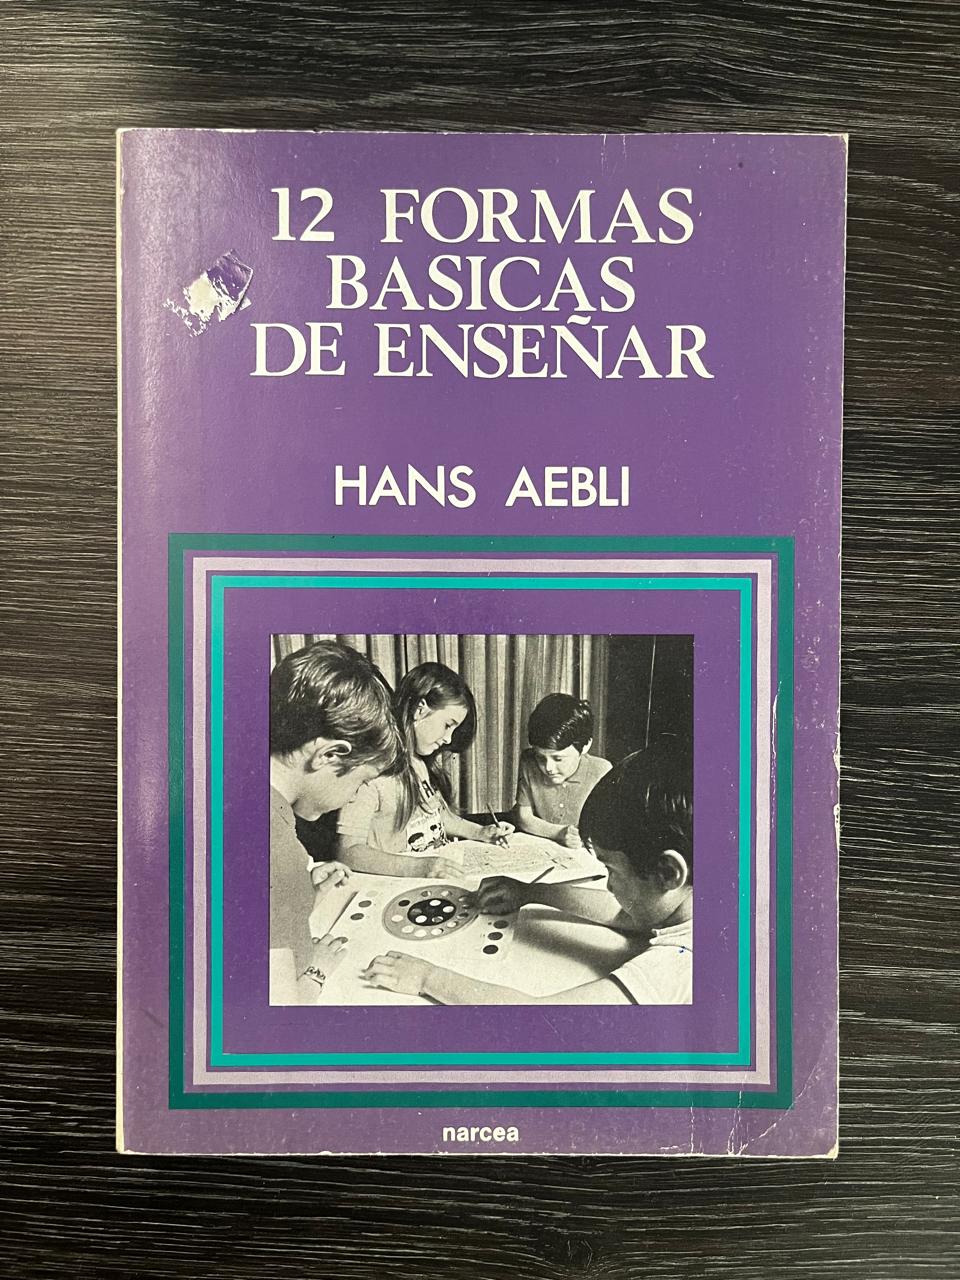 12 FORMAS
BASICAS
DE ENSEÑAR
HANS AEBLI
narcea